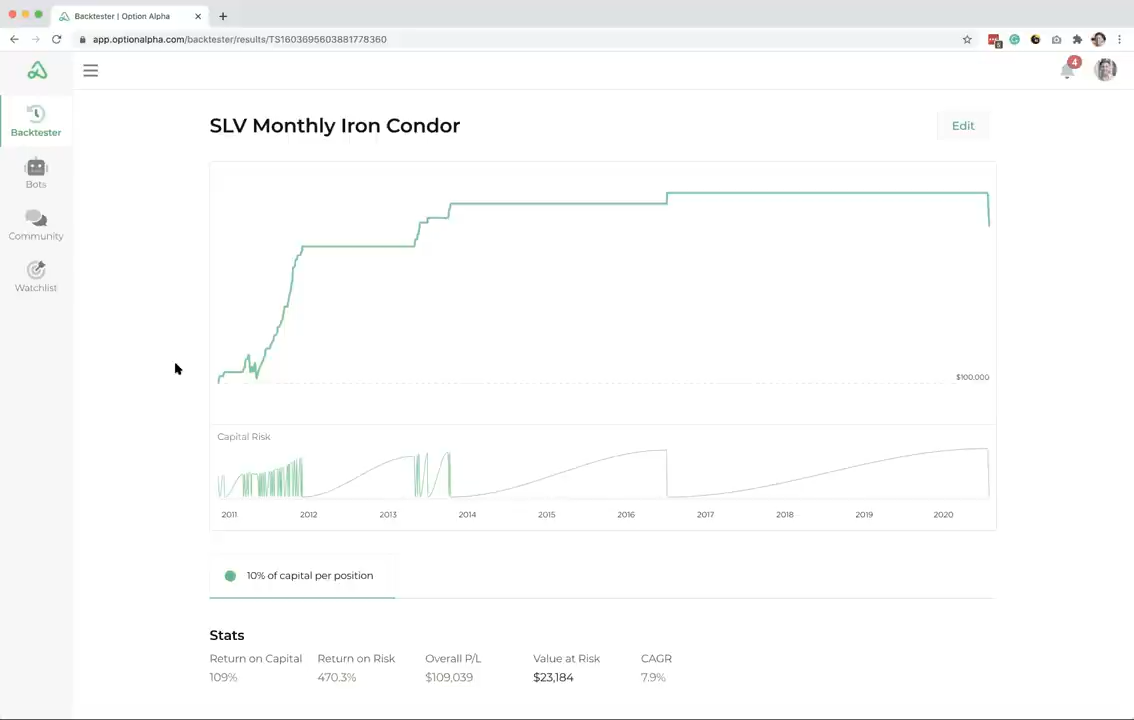 Backtester | Option Alpha
app.optionalpha.com/backtester/results/TS1603695603881778360
4
Backtester
Bots
Community
Watchlist
SLV Monthly Iron Condor
Edit
$100,000
Capital Risk
2011 2012 2013 2014 2015 2016 2017 2018 2019 2020
10% of capital per position
Stats
Return on Capital Return on Risk Overall P/L Value at Risk CAGR
109% 470.3% $109,039 $23,184 7.9%